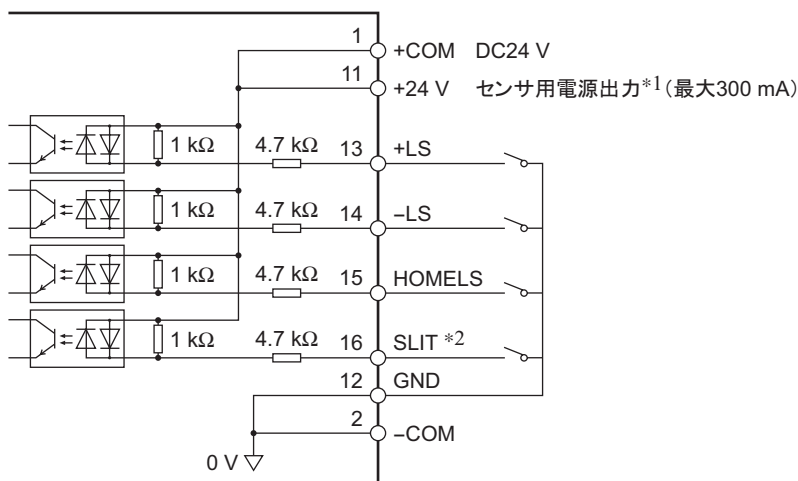 1 +COM DC24 V
11 +24 V センサ用電源出力*1(最大300 mA)
1 kΩ 4.7 kΩ 13 +LS
1 kΩ 4.7 kΩ 14 –LS
1 kΩ 4.7 kΩ 15 HOMELS
1 kΩ 4.7 kΩ 16 SLIT *2
12 GND
2 –COM
0 V